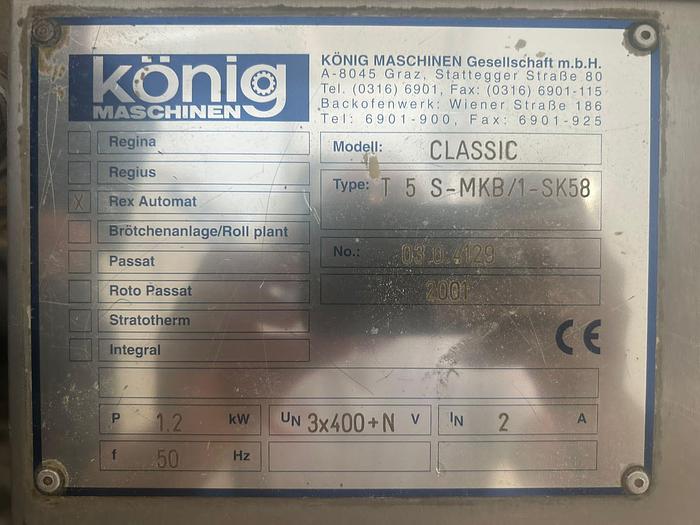 könig
MASCHINEN
KÖNIG MASCHINEN Gesellschaft m.b.H.
A-8045 Graz, Stattegger Straße 80
Tel. (0316) 6901, Fax: (0316) 6901-115
Backofenwerk: Wiener Straße 186
Tel: 6901-900, Fax: 6901-925
Regina
Regius
X Rex Automat
Brötchenanlage/Roll plant
Passat
Roto Passat
Stratotherm
Integral
Modell: CLASSIC
Type: T 5 S-MKB/1-SK58
No.: 03 4129
2001
CE
P 1.2 kW
UN 3x400+N V
IN 2 A
f 50 Hz